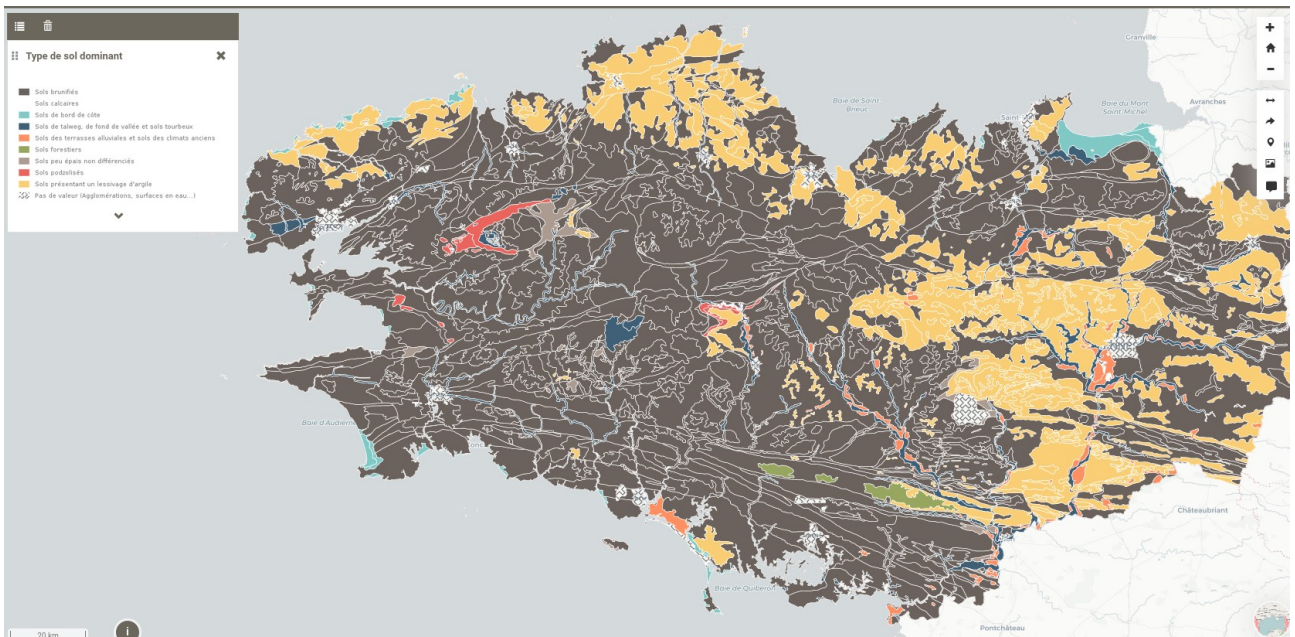 Type de sol dominant
Sols brunifiés
Sols calcaires
Sols de bord de côte
Sols de talweg, de fond de vallée et sols tourbeux
Sols des terrasses alluviales et sols des climats anciens
Sols forestiers
Sols peu épais non différenciés
Sols podzolisés
Sols présentant un lessivage d'argile
Pas de valeur (Agglomérations, surfaces en eau...)
Granville
Avranches
Baie du Mont
Saint-Michel
Baie de Saint
Brieuc
Saint
Baie d'Audierne
Baie de Quiberon
Châteaubriant
Pontchâteau
20 km
i